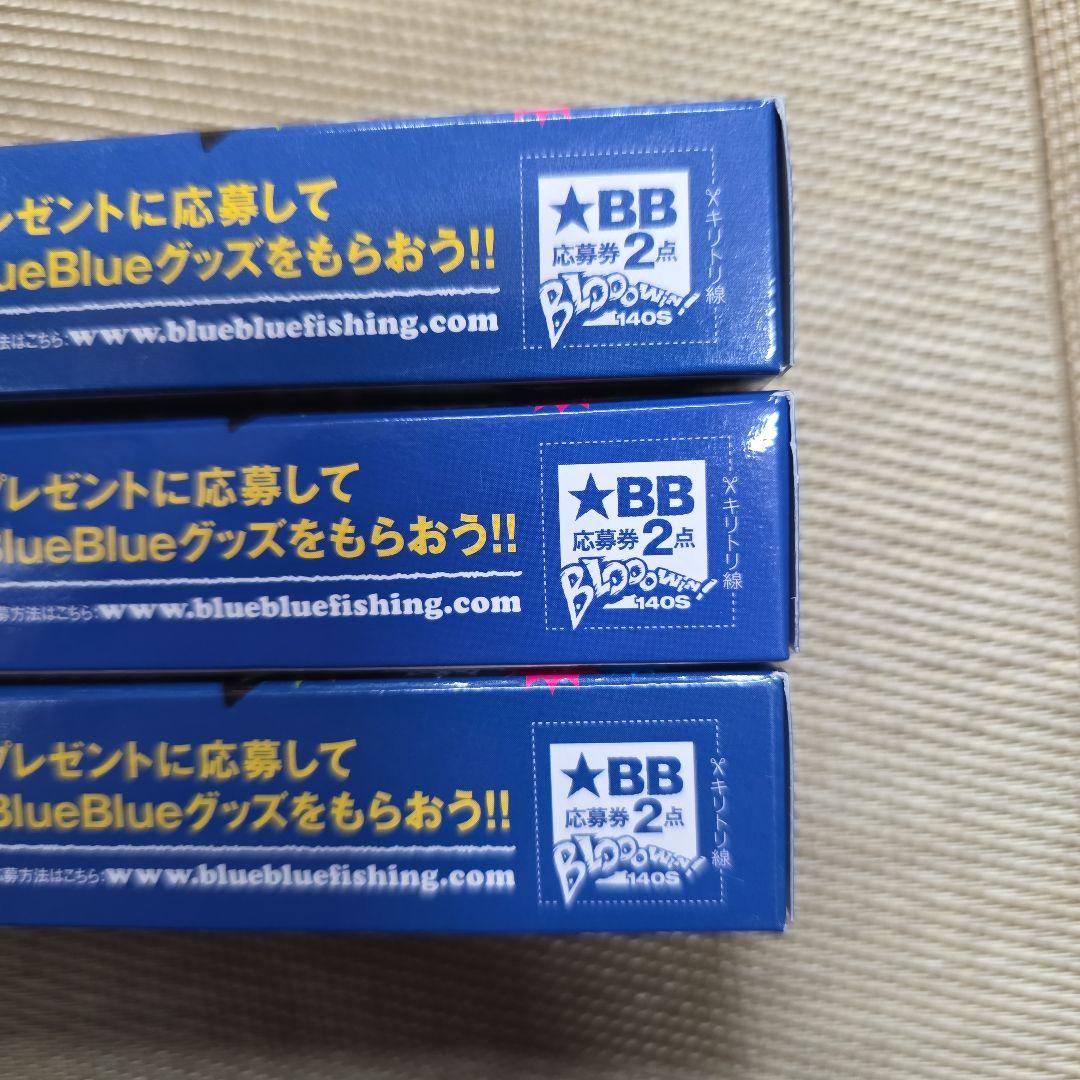 レゼントに応募して
ueBlueグッズをもらおう!!
法はこちら:www.bluebluefishing.com
★BB
応募券2点
BLOOOWIN!
140S
キリトリ線
プレゼントに応募して
BlueBlueグッズをもらおう!!
募方法はこちら:www.bluebluefishing.com
★BB
応募券2点
BLOOOWIN!
140S
キリトリ線
プレゼントに応募して
BlueBlueグッズをもらおう!!
応募方法はこちら:www.bluebluefishing.com
★BB
応募券2点
BLOOOWIN!
140S
キリトリ線